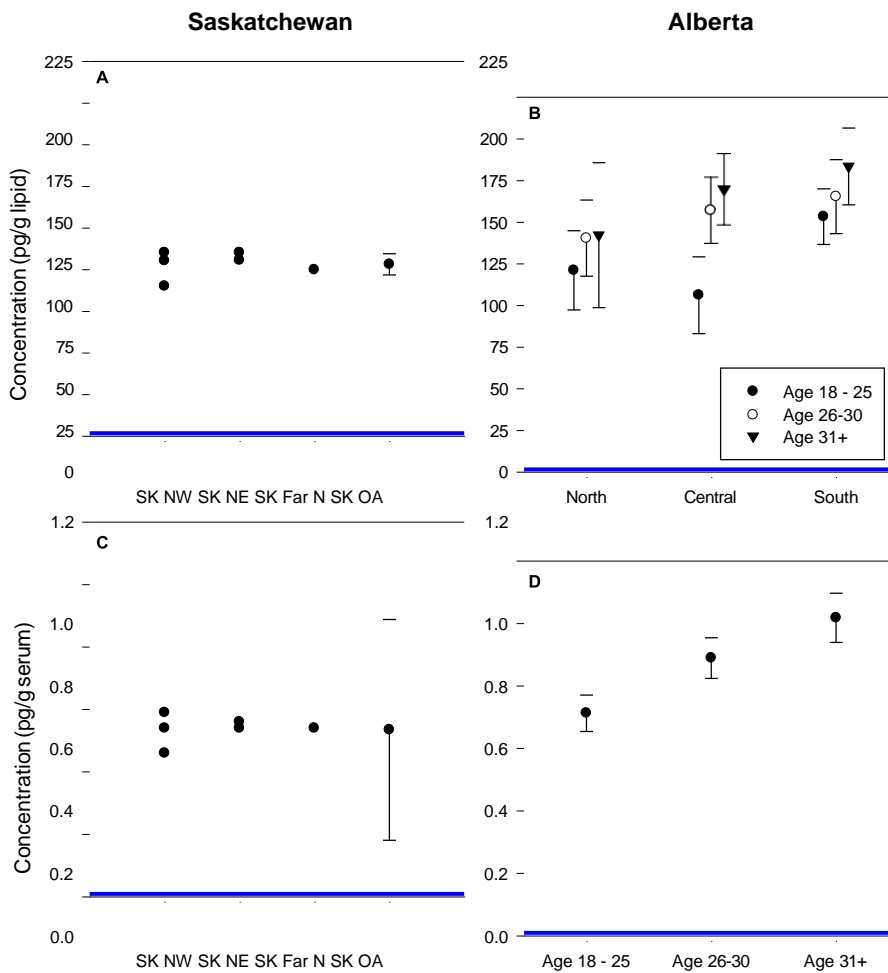 Saskatchewan
Alberta
Concentration (pg/g lipid)
225
200
175
150
125
100
75
50
25
0
A
SK NW SK NE SK Far N SK OA
225
200
175
150
125
100
75
50
25
0
B
Age 18 - 25
Age 26-30
Age 31+
North Central South
Concentration (pg/g serum)
1.2
1.0
0.8
0.6
0.4
0.2
0.0
C
SK NW SK NE SK Far N SK OA
1.2
1.0
0.8
0.6
0.4
0.2
0.0
D
Age 18 - 25 Age 26-30 Age 31+